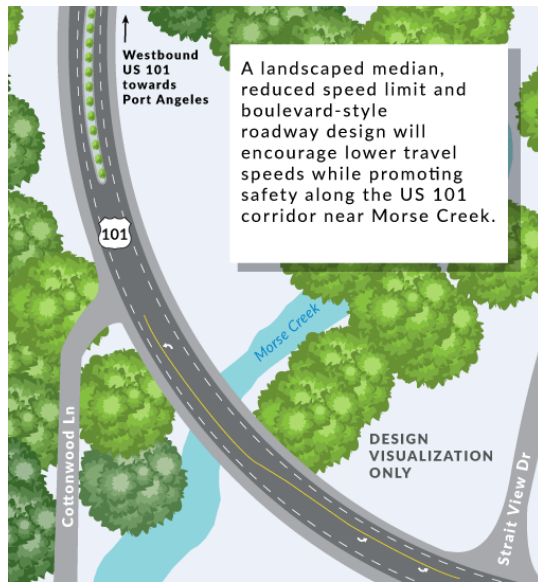 Westbound
US 101
towards
Port Angeles
A landscaped median,
reduced speed limit and
boulevard-style
roadway design will
encourage lower travel
speeds while promoting
safety along the US 101
corridor near Morse Creek.
101
Morse Creek
Cottonwood Ln
DESIGN
VISUALIZATION
ONLY
Strait View Dr